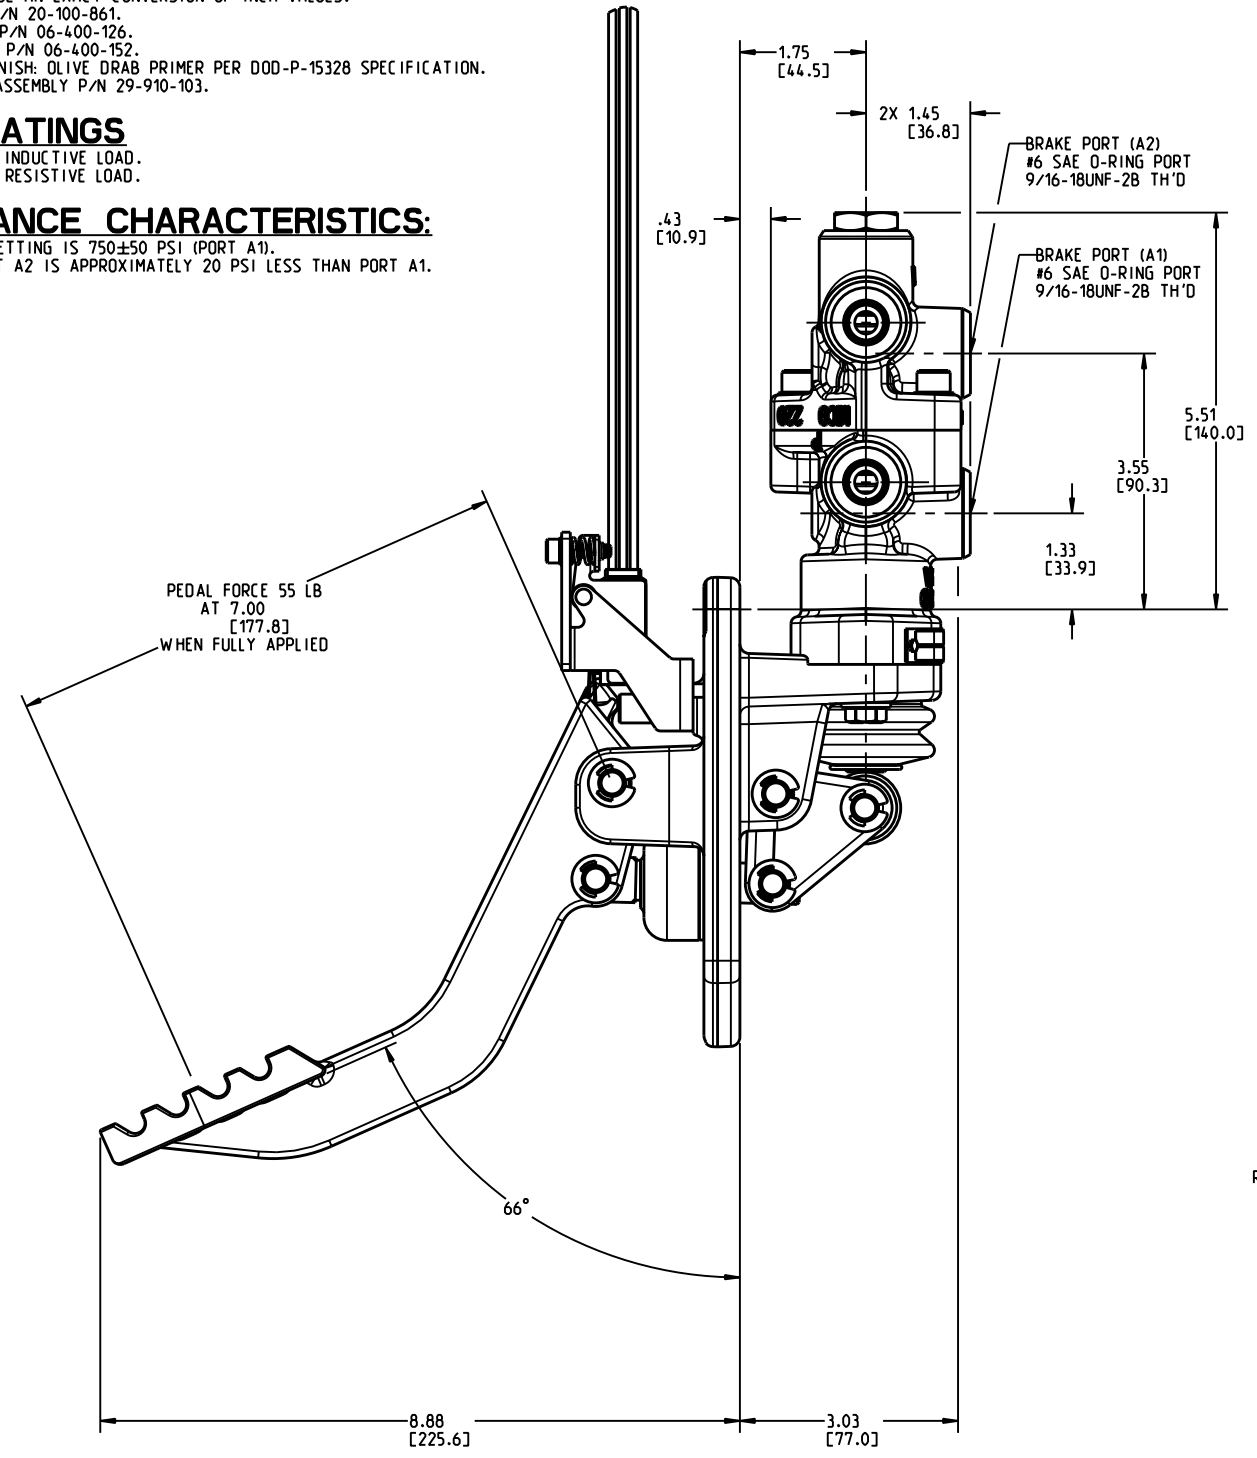 /N 20-100-861.
P/N 06-400-126.
P/N 06-400-152.
NISH: OLIVE DRAB PRIMER PER DOD-P-15328 SPECIFICATION.
ASSEMBLY P/N 29-910-103.
ATINGS
INDUCTIVE LOAD.
RESISTIVE LOAD.
ANCE CHARACTERISTICS:
ETTING IS 750±50 PSI (PORT A1).
T A2 IS APPROXIMATELY 20 PSI LESS THAN PORT A1.
1.75
[44.5]
2X 1.45
[36.8]
BRAKE PORT (A2)
#6 SAE O-RING PORT
9/16-18UNF-2B TH'D
.43
[10.9]
BRAKE PORT (A1)
#6 SAE O-RING PORT
9/16-18UNF-2B TH'D
5.51
[140.0]
3.55
[90.3]
1.33
[33.9]
PEDAL FORCE 55 LB
AT 7.00
[177.8]
WHEN FULLY APPLIED
66°
8.88
[225.6]
3.03
[77.0]